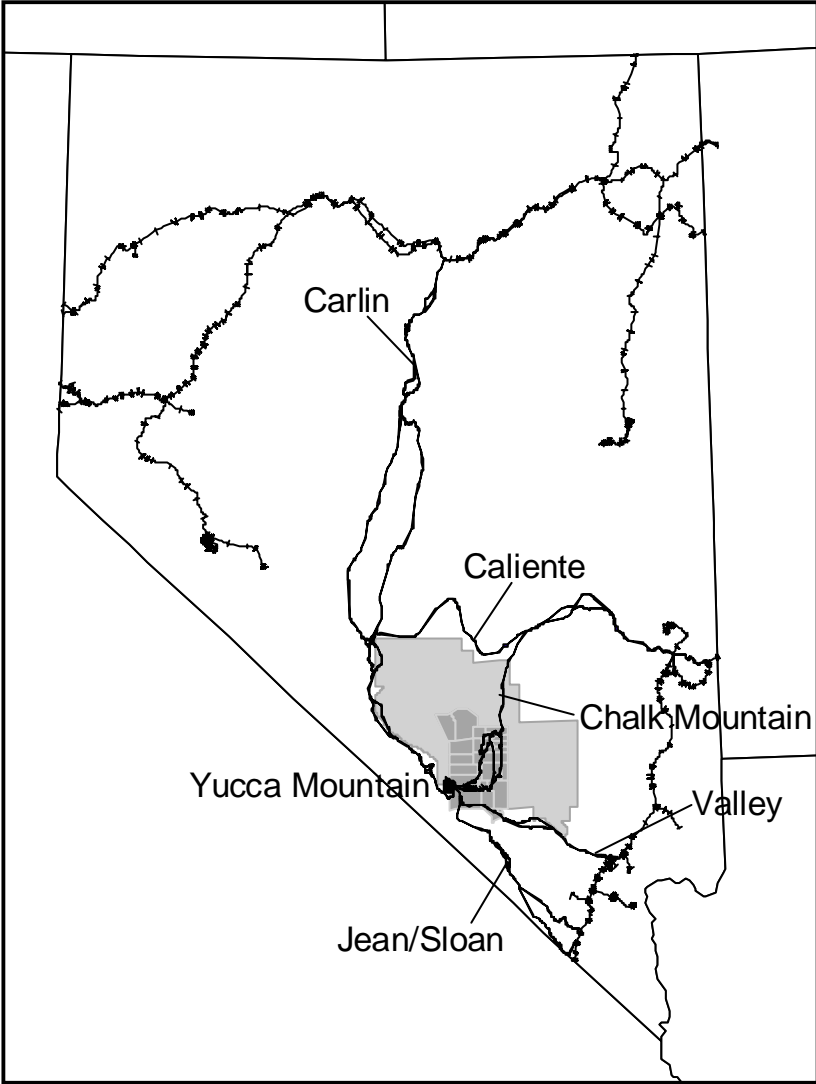 Carlin
Caliente
Chalk Mountain
Yucca Mountain
Valley
Jean/Sloan